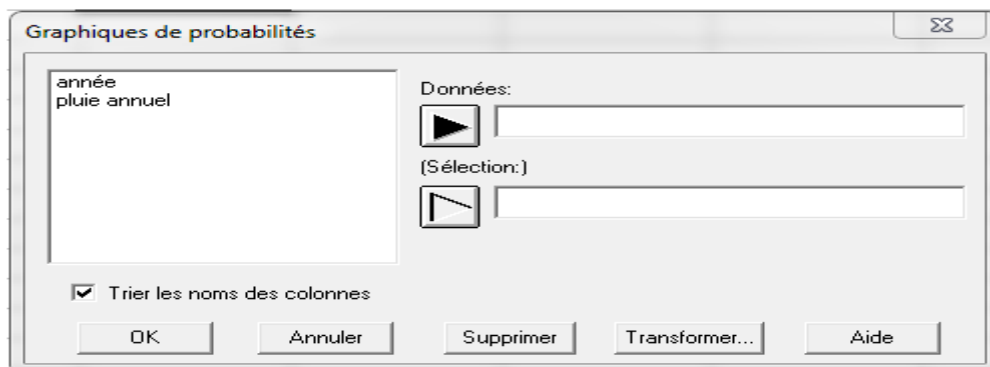 Graphiques de probabilités
année
pluie annuel
Données:
(Sélection:)
Trier les noms des colonnes
OK Annuler Supprimer Transformer... Aide